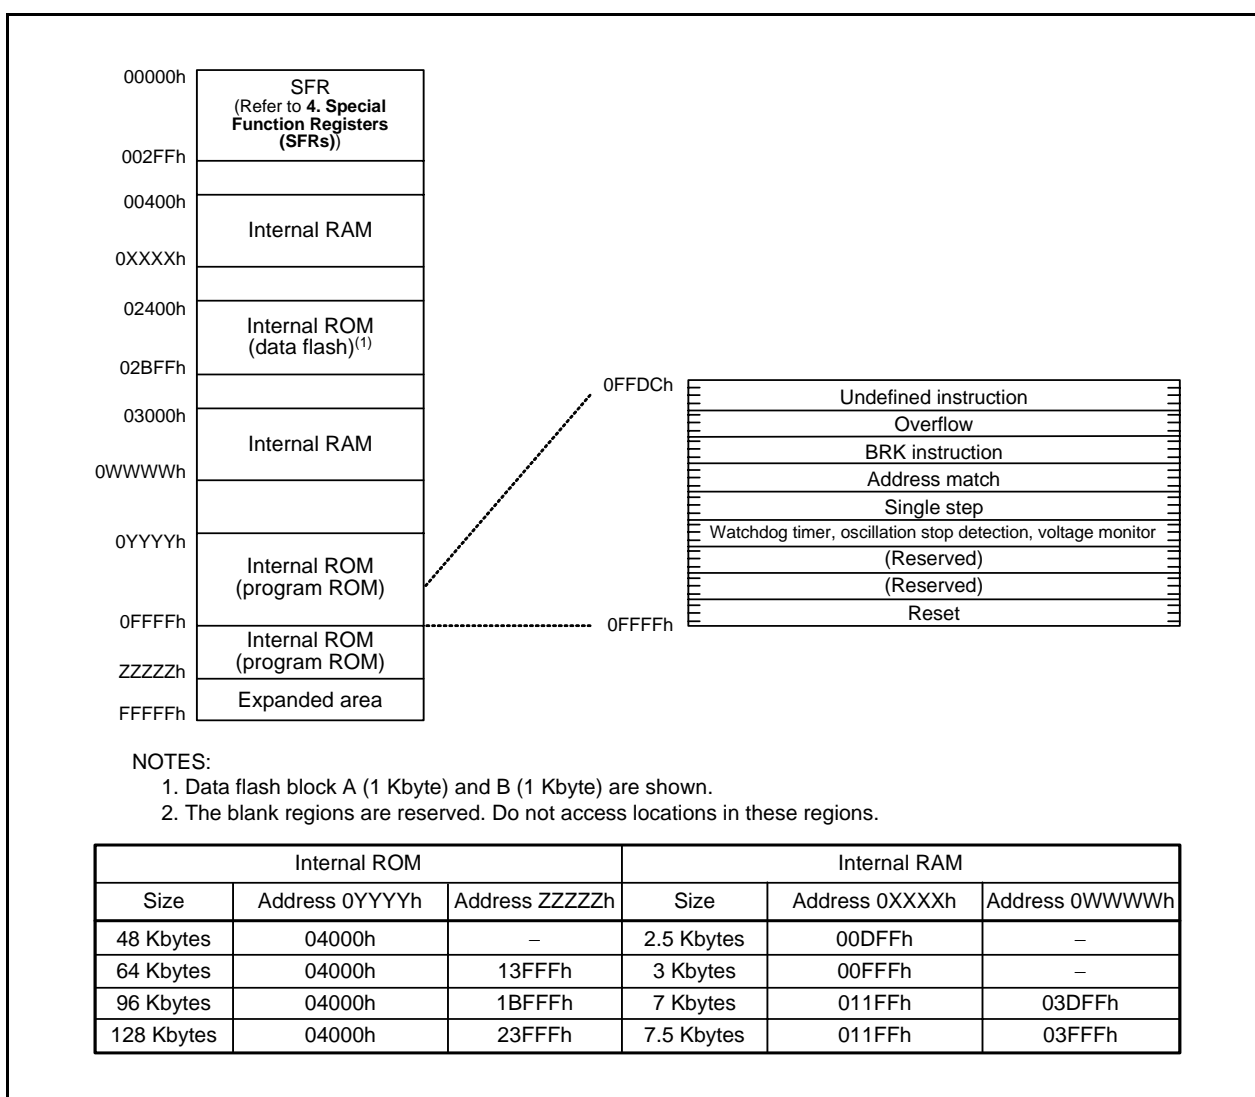 00000h
SFR
(Refer to 4. Special
Function Registers
(SFRs))
002FFh
00400h
Internal RAM
0XXXXh
02400h
Internal ROM
(data flash)(1)
02BFFh
03000h
Internal RAM
0WWWWh
0YYYYh
Internal ROM
(program ROM)
0FFFFh
Internal ROM
(program ROM)
ZZZZZh
Expanded area
FFFFFh
0FFDCh
Undefined instruction
Overflow
BRK instruction
Address match
Single step
Watchdog timer, oscillation stop detection, voltage monitor
(Reserved)
(Reserved)
Reset
0FFFFh
NOTES:
1. Data flash block A (1 Kbyte) and B (1 Kbyte) are shown.
2. The blank regions are reserved. Do not access locations in these regions.
Internal ROM Internal RAM
Size Address 0YYYYh Address ZZZZZh Size Address 0XXXXh Address 0WWWWh
48 Kbytes 04000h – 2.5 Kbytes 00DFFh –
64 Kbytes 04000h 13FFFh 3 Kbytes 00FFFh –
96 Kbytes 04000h 1BFFFh 7 Kbytes 011FFh 03DFFh
128 Kbytes 04000h 23FFFh 7.5 Kbytes 011FFh 03FFFh